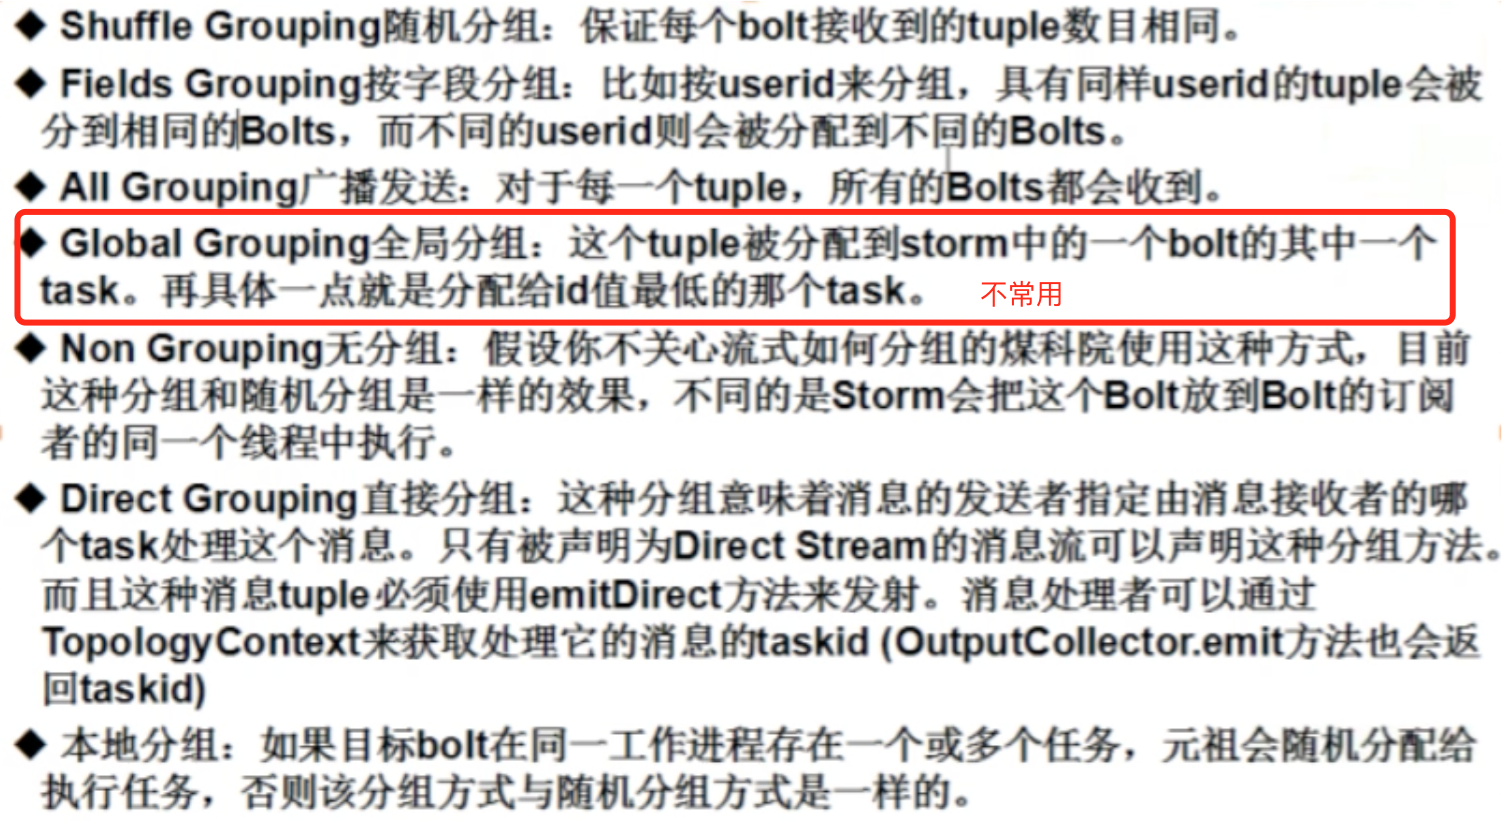 ◆ Shuffle Grouping随机分组：保证每个bolt接收到的tuple数目相同。
◆ Fields Grouping按字段分组：比如按userid来分组，具有同样userid的tuple会被
分到相同的Bolts，而不同的userid则会被分配到不同的Bolts。
◆ All Grouping广播发送：对于每一个tuple，所有的Bolts都会收到。
◆ Global Grouping全局分组：这个tuple被分配到storm中的一个bolt的其中一个
task。再具体一点就是分配给id值最低的那个task。 不常用
◆ Non Grouping无分组：假设你不关心流式如何分组的煤科院使用这种方式，目前
这种分组和随机分组是一样的效果，不同的是Storm会把这个Bolt放到Bolt的订阅
者的同一个线程中执行。
◆ Direct Grouping直接分组：这种分组意味着消息的发送者指定由消息接收者的哪
个task处理这个消息。只有被声明为Direct Stream的消息流可以声明这种分组方法。
而且这种消息tuple必须使用emitDirect方法来发射。消息处理者可以通过
TopologyContext来获取处理它的消息的taskid (OutputCollector.emit方法也会返
回taskid)
◆ 本地分组：如果目标bolt在同一工作进程存在一个或多个任务，元祖会随机分配给
执行任务，否则该分组方式与随机分组方式是一样的。